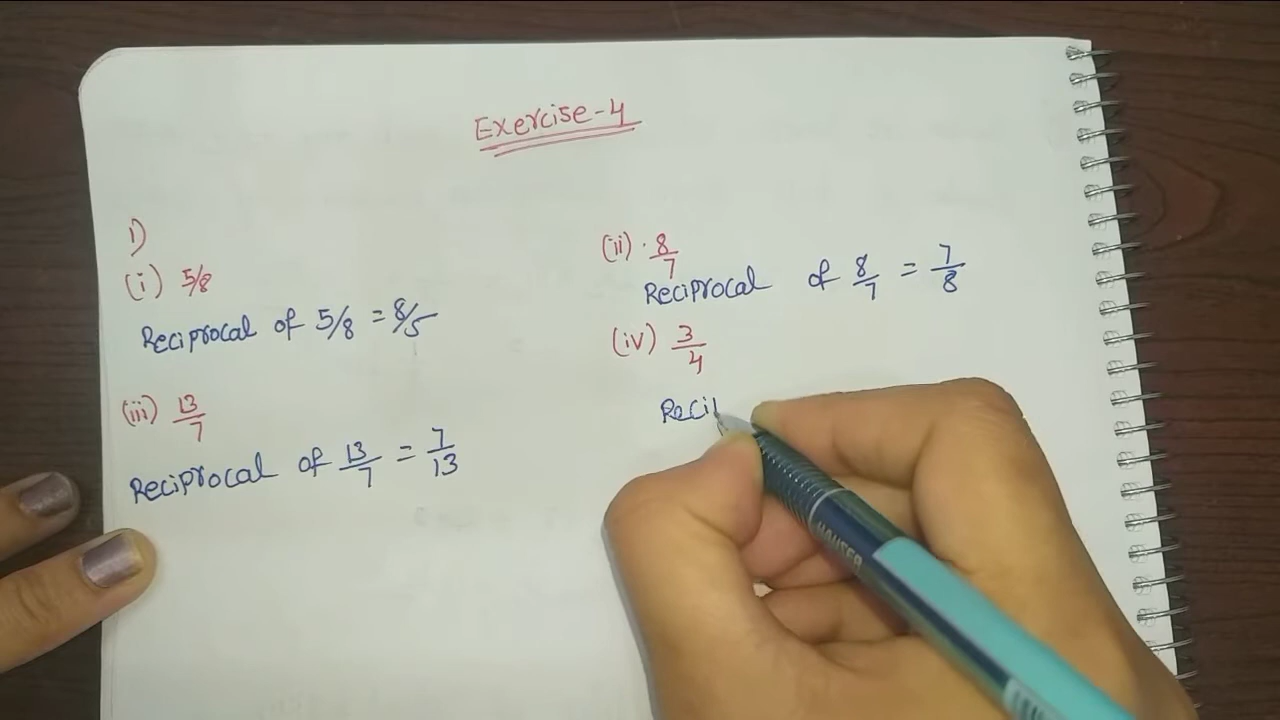 Exercise-4
1)
(i) 5/8
Reciprocal of 5/8 = 8/5
(ii) . 8/7
Reciprocal of 8/7 = 7/8
(iii) 13/7
Reciprocal of 13/7 = 7/13
(iv) 3/4
Reci
HAUSER